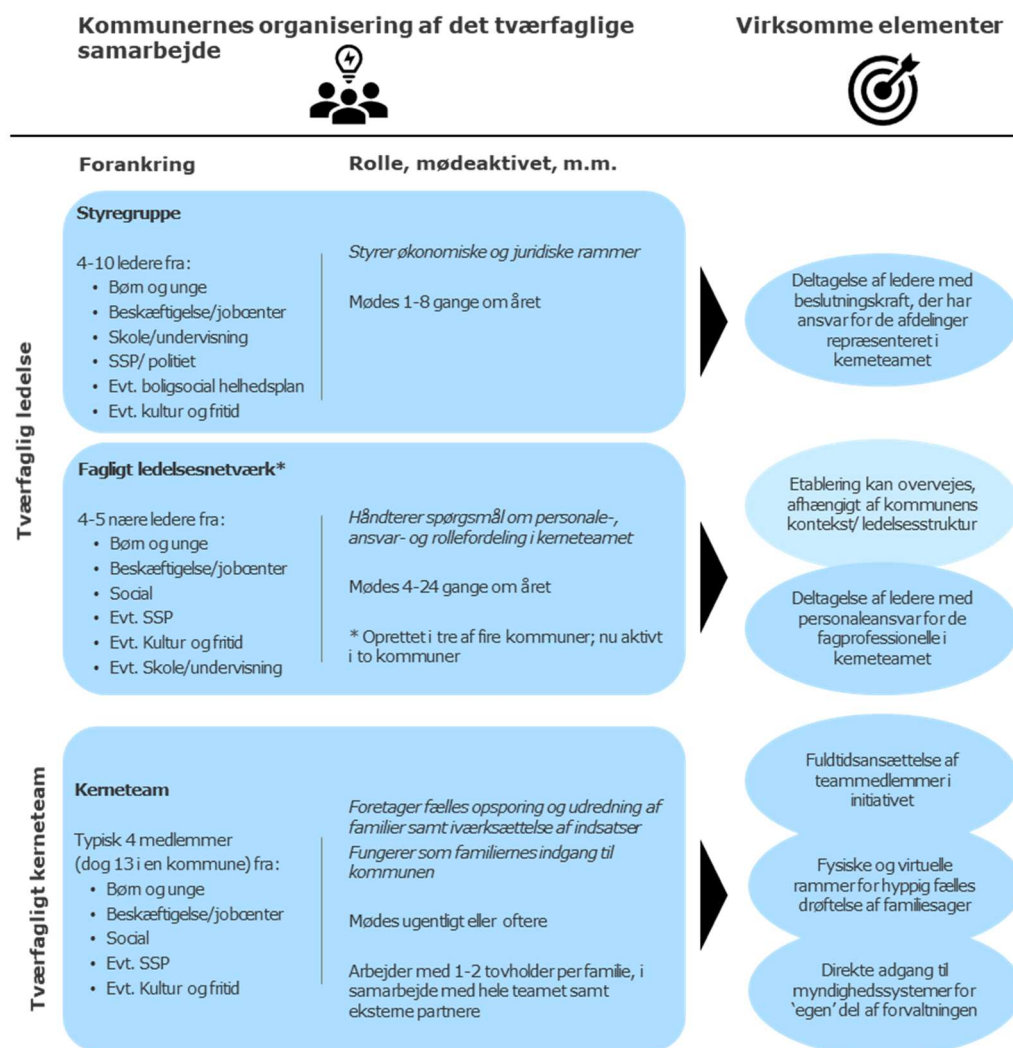 Kommunernes organisering af det tværfaglige
samarbejde
Virksomme elementer
Forankring
Rolle, mødeaktivet, m.m.
Tværfaglig ledelse
Styregruppe
4-10 ledere fra:
• Børn og unge
• Beskæftigelse/jobcenter
• Skole/undervisning
• SSP/ politiet
• Evt. boligsocial helhedsplan
• Evt. kultur og fritid
Styrer økonomiske og juridiske rammer
Mødes 1-8 gange om året
Deltagelse af ledere med
beslutningskraft, der har
ansvar for de afdelinger
repræsenteret i
kerneteamet
Fagligt ledelsesnetværk*
4-5 nære ledere fra:
• Børn og unge
• Beskæftigelse/jobcenter
• Social
• Evt. SSP
• Evt. Kultur og fritid
• Evt. Skole/undervisning
Håndterer spørgsmål om personale-,
ansvar- og rollefordeling i kerneteamet
Mødes 4-24 gange om året
* Oprettet i tre af fire kommuner; nu aktivt
i to kommuner
Etablering kan overvejes,
afhængigt af kommunens
kontekst/ ledelsesstruktur
Deltagelse af ledere med
personaleansvar for de
fagprofessionelle i
kerneteamet
Tværfagligt kerneteam
Kerneteam
Typisk 4 medlemmer
(dog 13 i en kommune) fra:
• Børn og unge
• Beskæftigelse/jobcenter
• Social
• Evt. SSP
• Evt. Kultur og fritid
Foretager fælles opsporing og udredning af
familier samt iværksættelse af indsatser
Fungerer som familiernes indgang til
kommunen
Mødes ugentligt eller oftere
Arbejder med 1-2 tovholder per familie, i
samarbejde med hele teamet samt
eksterne partnere
Fuldtidsansættelse af
teammedlemmer i
initiativet
Fysiske og virtuelle
rammer for hyppig fælles
drøftelse af familiesager
Direkte adgang til
myndighedssystemer for
‘egen’ del af forvaltningen